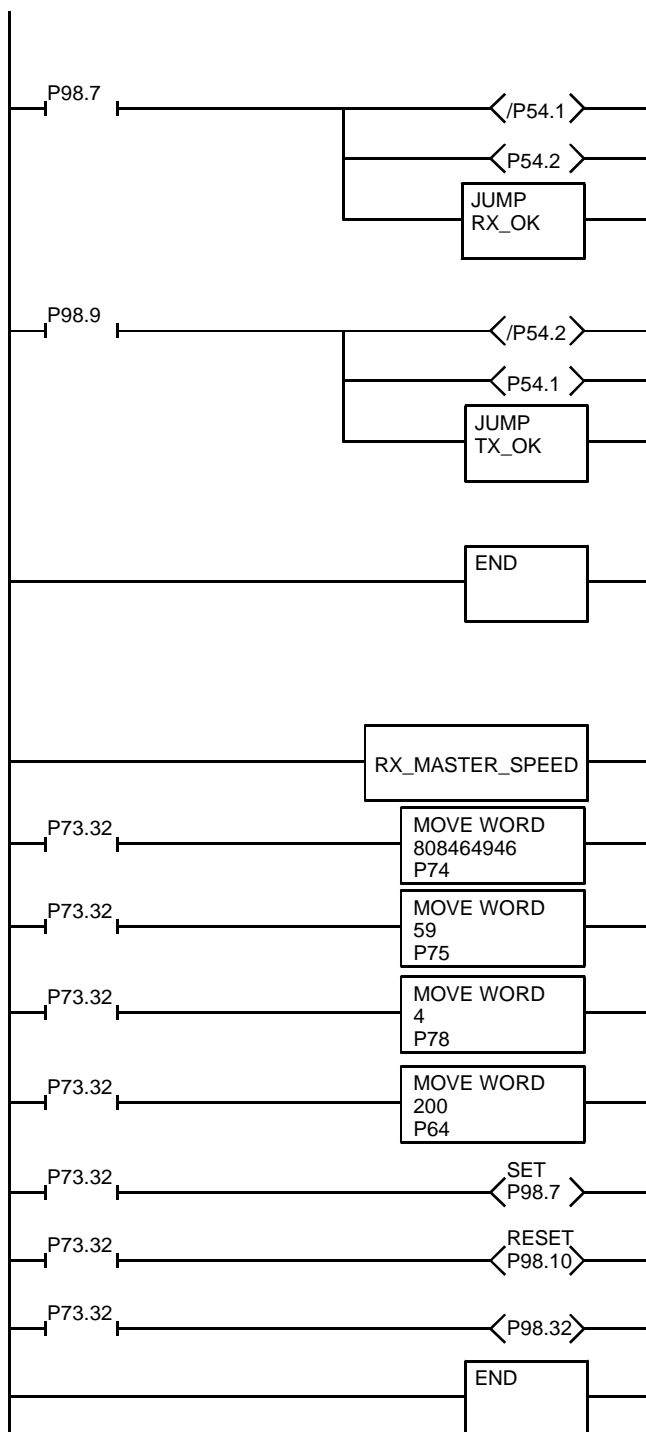 P98.7
/P54.1
P54.2
JUMP
RX_OK
P98.9
/P54.2
P54.1
JUMP
TX_OK
END
RX_MASTER_SPEED
P73.32
MOVE WORD
808464946
P74
P73.32
MOVE WORD
59
P75
P73.32
MOVE WORD
4
P78
P73.32
MOVE WORD
200
P64
P73.32
SET
P98.7
P73.32
RESET
P98.10
P73.32
P98.32
END